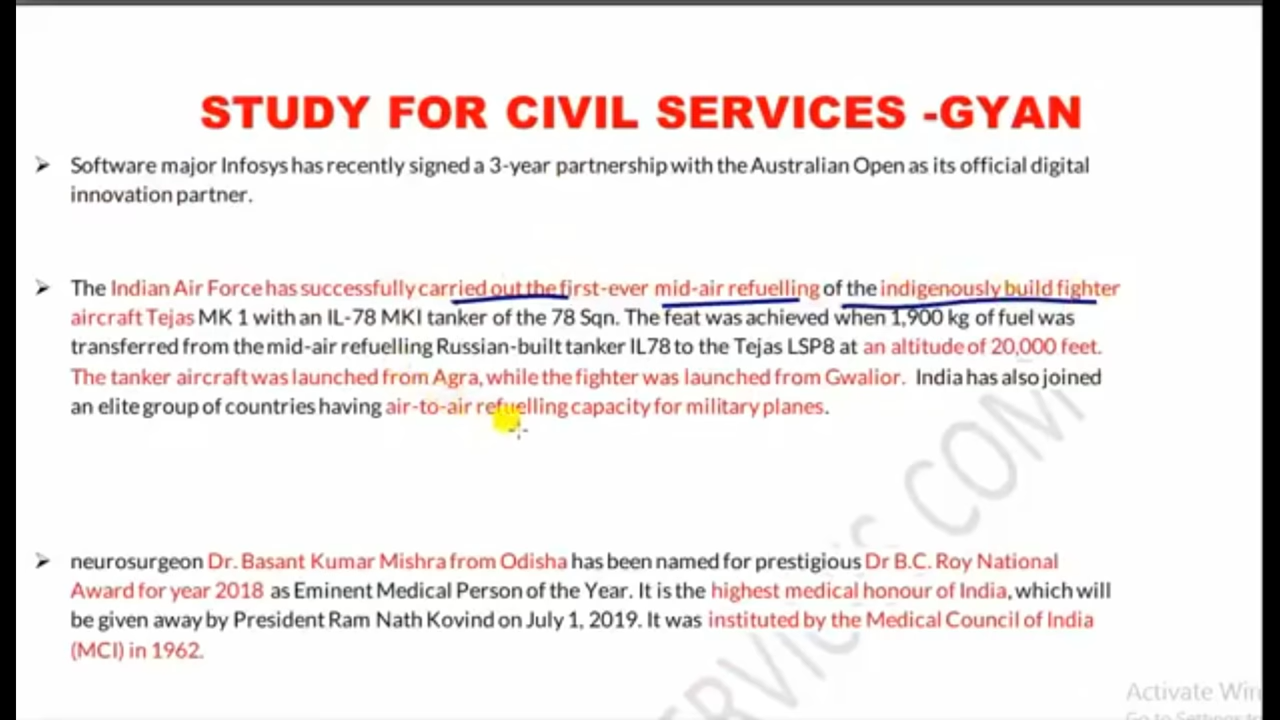 STUDY FOR CIVIL SERVICES -GYAN
Software major Infosys has recently signed a 3-year partnership with the Australian Open as its official digital
innovation partner.
The Indian Air Force has successfully carried out the first-ever mid-air refuelling of the indigenously build fighter
aircraft Tejas MK 1 with an IL-78 MKI tanker of the 78 Sqn. The feat was achieved when 1,900 kg of fuel was
transferred from the mid-air refuelling Russian-built tanker IL78 to the Tejas LSP8 at an altitude of 20,000 feet.
The tanker aircraft was launched from Agra, while the fighter was launched from Gwalior. India has also joined
an elite group of countries having air-to-air refuelling capacity for military planes.
neurosurgeon Dr. Basant Kumar Mishra from Odisha has been named for prestigious Dr B.C. Roy National
Award for year 2018 as Eminent Medical Person of the Year. It is the highest medical honour of India, which will
be given away by President Ram Nath Kovind on July 1, 2019. It was instituted by the Medical Council of India
(MCI) in 1962.
Activate